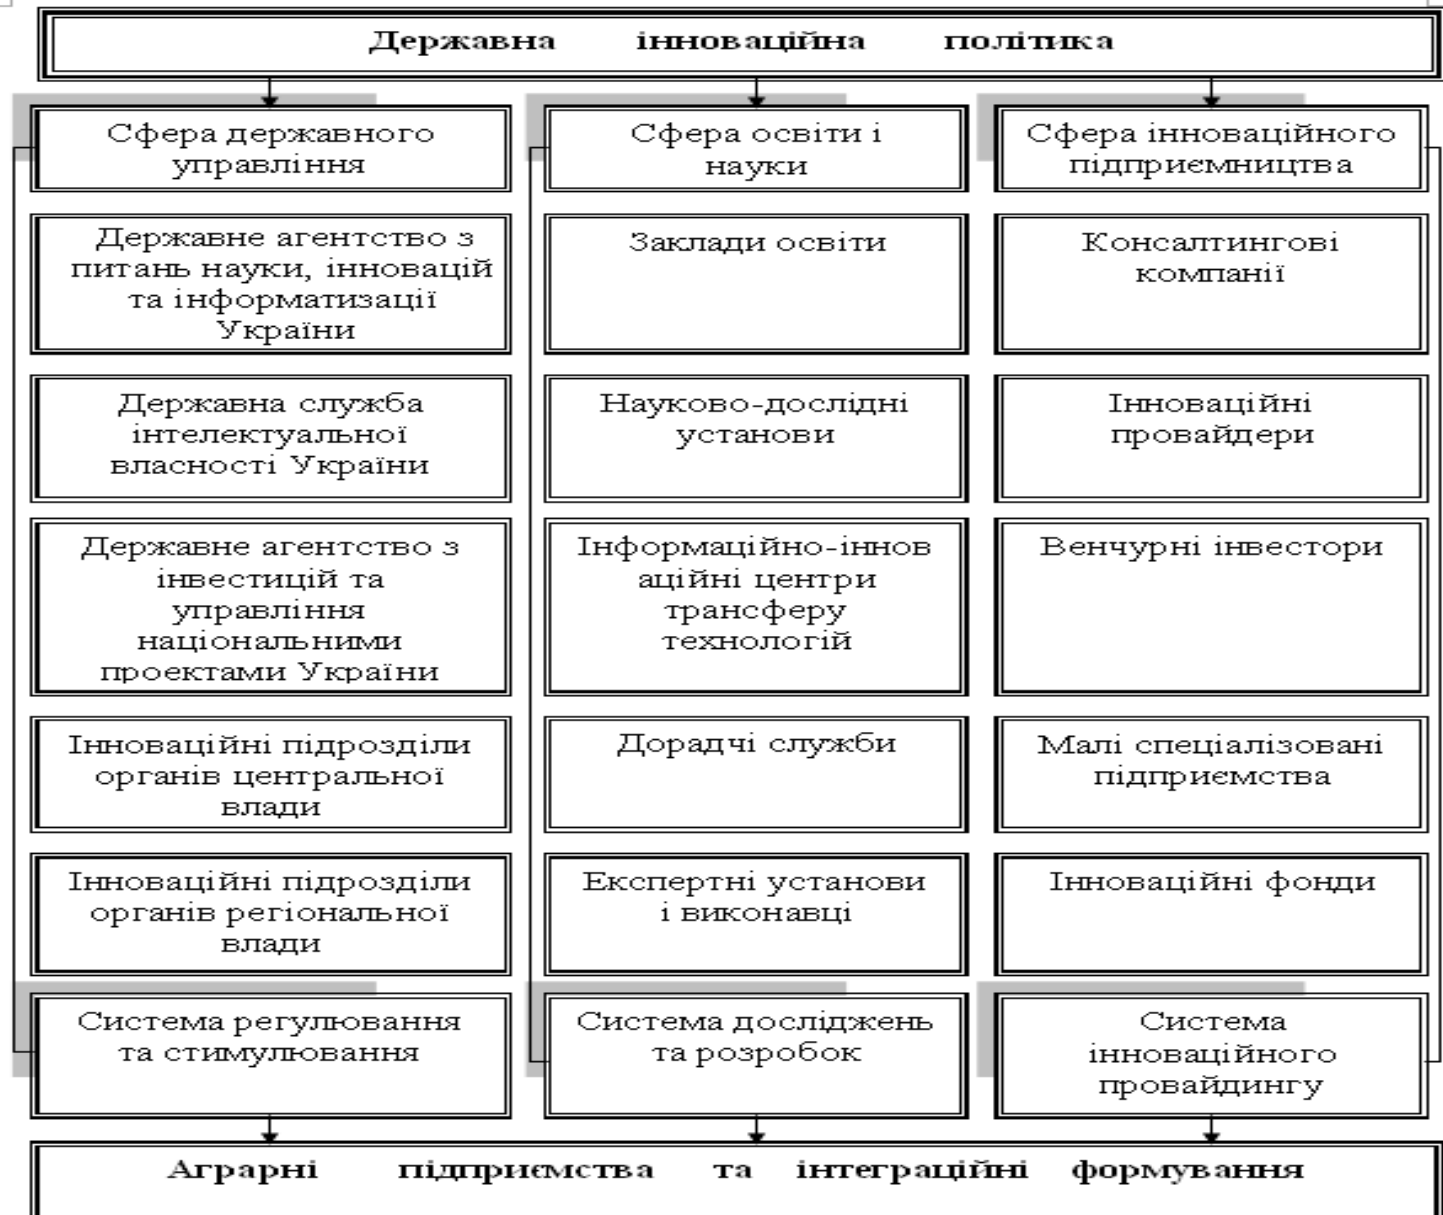 Державна інноваційна політика
Сфера державного
управління
Сфера освіти і
науки
Сфера інноваційного
підприємництва
Державне агентство з
питань науки, інновацій
та інформатизації
України
Заклади освіти
Консалтингові
компанії
Державна служба
інтелектуальної
власності України
Науково-дослідні
установи
Інноваційні
провайдери
Державне агентство з
інвестицій та
управління
національними
проектами України
Інформаційно-іннов
аційні центри
трансферу
технологій
Венчурні інвестори
Інноваційні підрозділи
органів центральної
влади
Дорадчі служби
Малі спеціалізовані
підприємства
Інноваційні підрозділи
органів регіональної
влади
Експертні установи
і виконавці
Інноваційні фонди
Система регулювання
та стимулювання
Система досліджень
та розробок
Система
інноваційного
провайдингу
Аграрні підприємства та інтеграційні формування